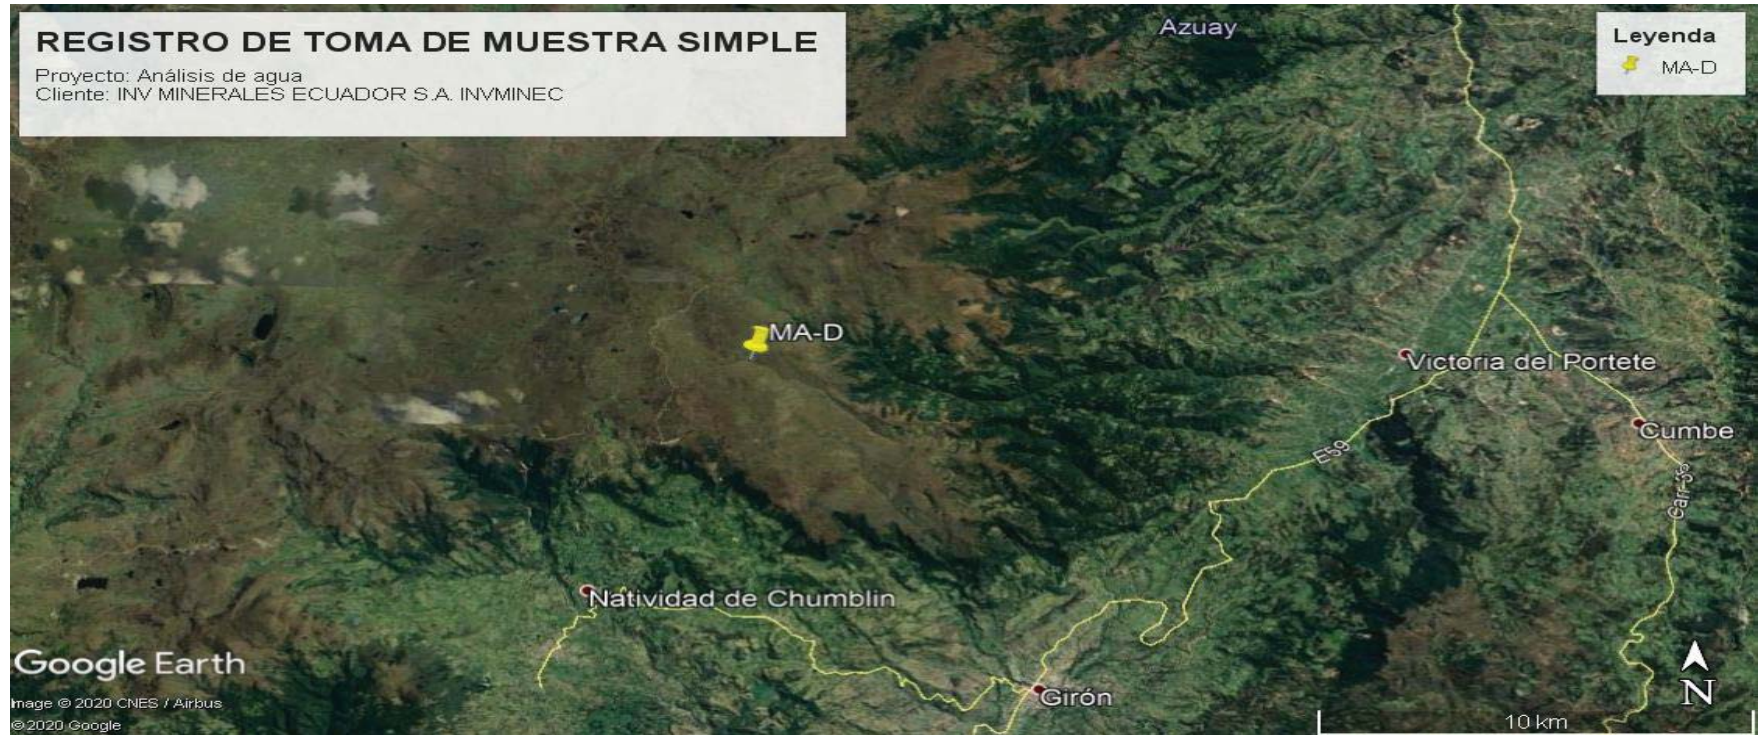 REGISTRO DE TOMA DE MUESTRA SIMPLE
Proyecto: Análisis de agua
Cliente: INV MINERALES ECUADOR S.A. INVMINEC
Azuay
Leyenda
MA-D
MA-D
Victoria del Portete
Cumbe
E59
Carr-35
Natividad de Chumblin
Girón
Google Earth
Image © 2020 CNES / Airbus
© 2020 Google
N
10 km